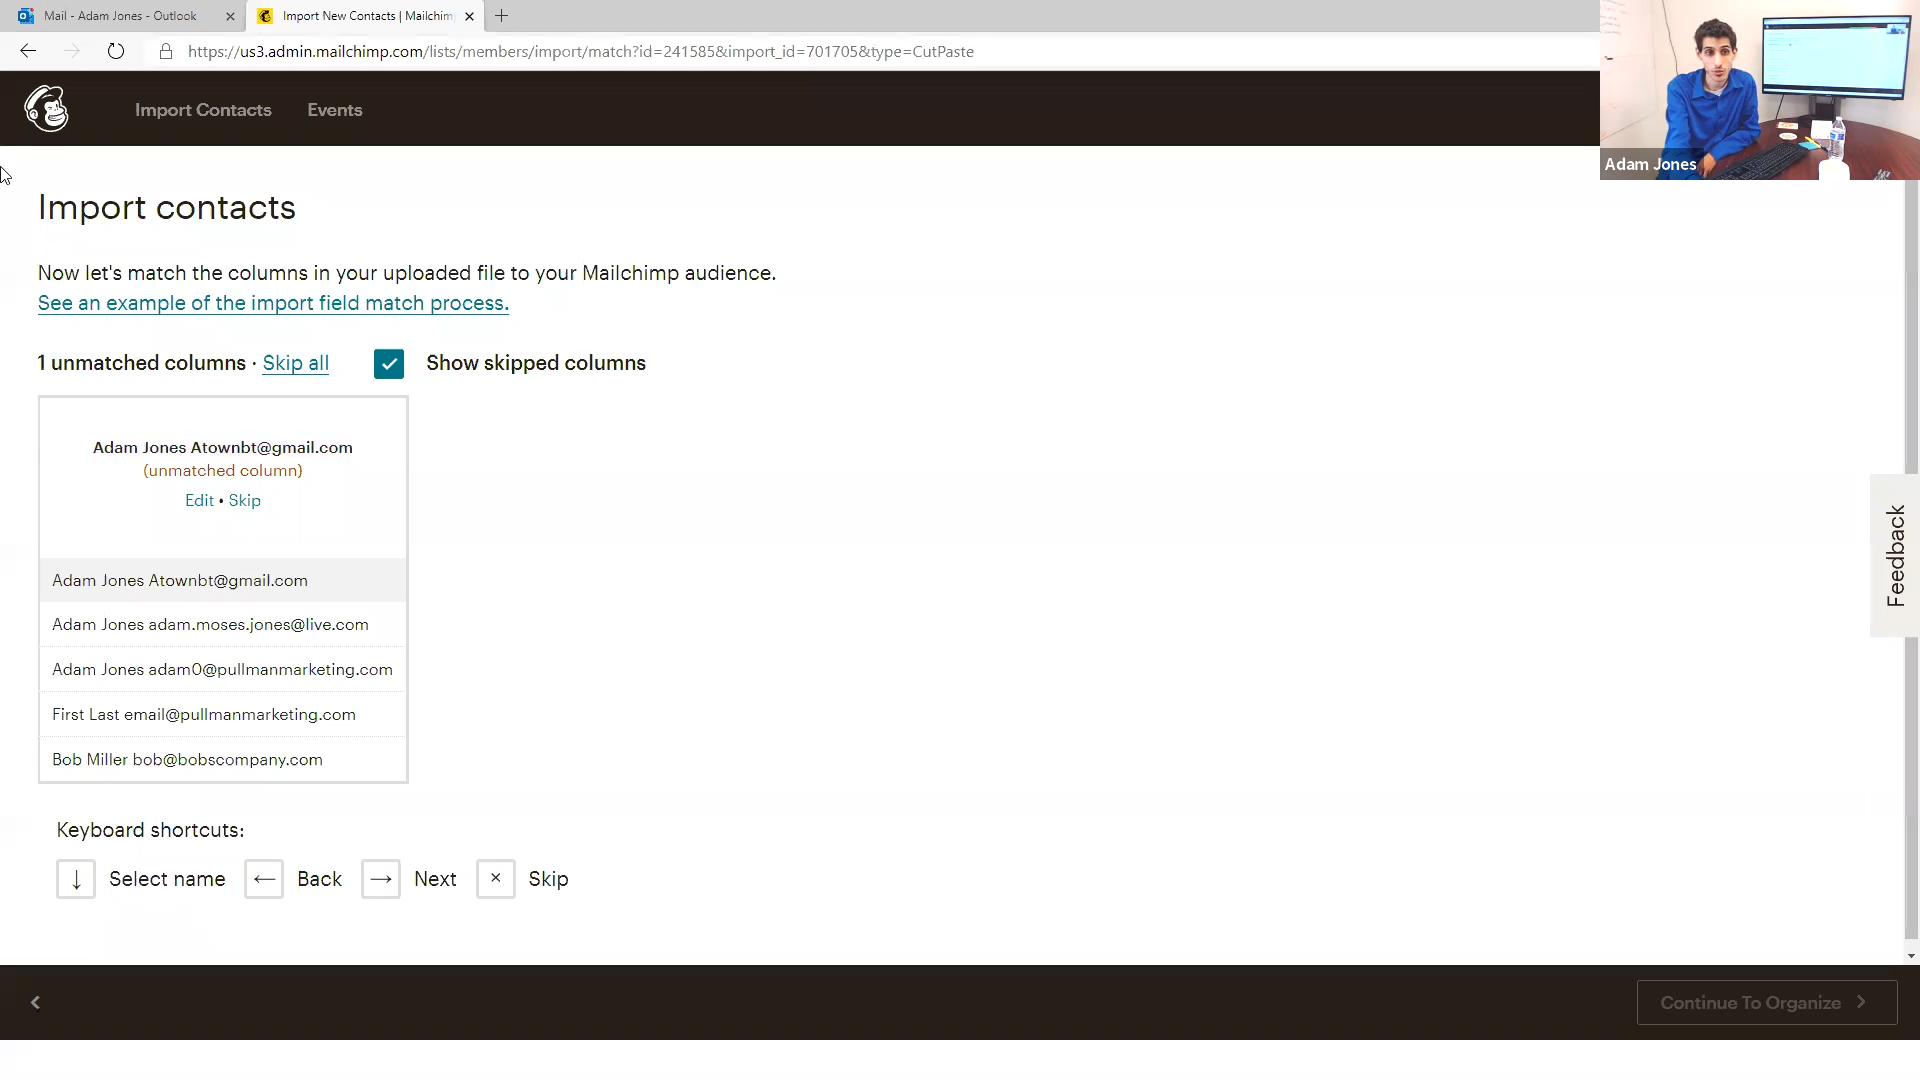 Mail - Adam Jones - Outlook
Import New Contacts | Mailchimp
https://us3.admin.mailchimp.com/lists/members/import/match?id=241585&import_id=701705&type=CutPaste
Import Contacts
Events
Adam Jones
Import contacts
Now let's match the columns in your uploaded file to your Mailchimp audience.
See an example of the import field match process.
1 unmatched columns · Skip all
Show skipped columns
Adam Jones Atownbt@gmail.com
(unmatched column)
Edit • Skip
Adam Jones Atownbt@gmail.com
Adam Jones adam.moses.jones@live.com
Adam Jones adam0@pullmanmarketing.com
First Last email@pullmanmarketing.com
Bob Miller bob@bobscompany.com
Feedback
Keyboard shortcuts:
↓ Select name ← Back → Next × Skip
Continue To Organize